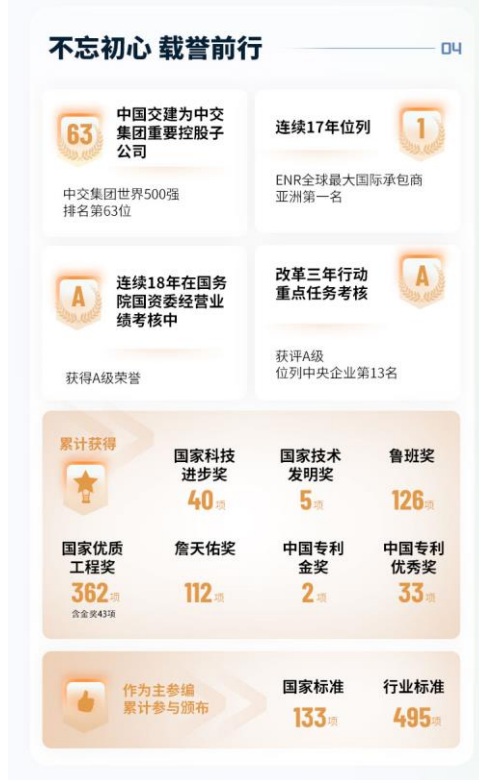 不忘初心 载誉前行
04
63
中国交建为中交
集团重要控股子
公司
中交集团世界500强
排名第63位
连续17年位列
1
ENR全球最大国际承包商
亚洲第一名
A
连续18年在国务
院国资委经营业
绩考核中
获得A级荣誉
改革三年行动
重点任务考核
A
获评A级
位列中央企业第13名
累计获得
国家科技
进步奖
40项
国家技术
发明奖
5项
鲁班奖
126项
国家优质
工程奖
362项
含金奖43项
詹天佑奖
112项
中国专利
金奖
2项
中国专利
优秀奖
33项
作为主参编
累计参与颁布
国家标准
133项
行业标准
495项